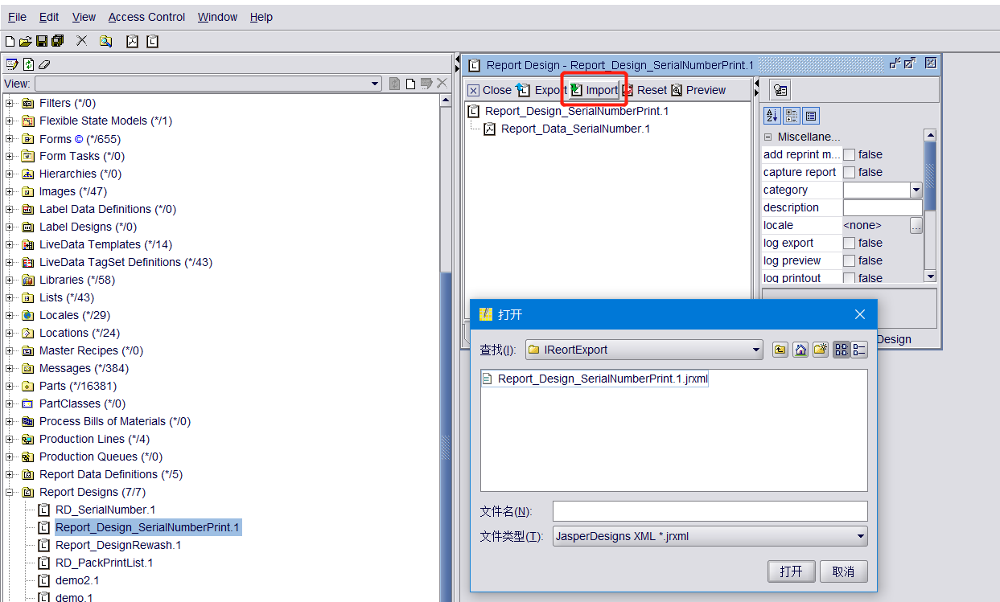 File Edit View Access Control Window Help
View:
Filters (*/0)
Flexible State Models (*/1)
Forms © (*/655)
Form Tasks (*/0)
Hierarchies (*/0)
Images (*/47)
Label Data Definitions (*/0)
Label Designs (*/0)
LiveData Templates (*/14)
LiveData TagSet Definitions (*/43)
Libraries (*/58)
Lists (*/43)
Locales (*/29)
Locations (*/24)
Master Recipes (*/0)
Messages (*/384)
Parts (*/16381)
PartClasses (*/0)
Process Bills of Materials (*/0)
Production Lines (*/4)
Production Queues (*/0)
Report Data Definitions (*/5)
Report Designs (7/7)
RD_SerialNumber.1
Report_Design_SerialNumberPrint.1
Report_DesignRewash.1
RD_PackPrintList.1
demo2.1
demo.1
Report Design - Report_Design_SerialNumberPrint.1
Close Export Import Reset Preview
Report_Design_SerialNumberPrint.1
Report_Data_SerialNumber.1
Miscellane...
add reprint m... false
capture report false
category
description
locale <none> ...
log export false
log preview false
log printout false
Design
打开
查找(I): IReortExport
Report_Design_SerialNumberPrint.1.jrxml
文件名(N):
文件类型(T): JasperDesigns XML *.jrxml
打开 取消